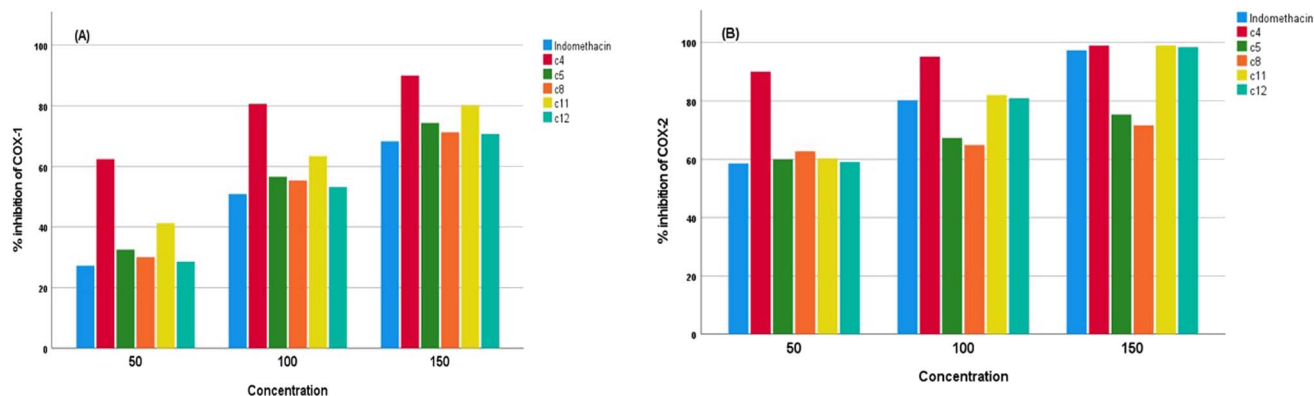 (A)
% inhibition of COX-1
100
80
60
40
20
0
50
100
150
Concentration
Indomethacin
c4
c5
c8
c11
c12
(B)
% inhibition of COX-2
100
80
60
40
20
0
50
100
150
Concentration
Indomethacin
c4
c5
c8
c11
c12